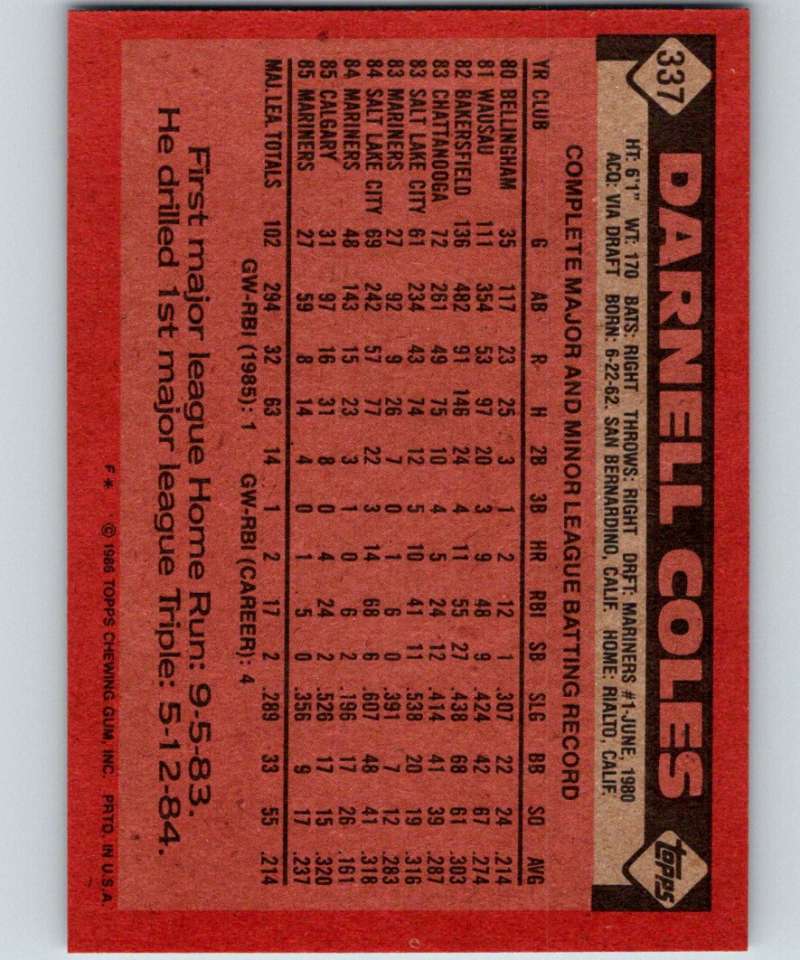 337 DARNELL COLES topps
HT: 6'1" WT: 170 BATS: RIGHT THROWS: RIGHT DRFT: MARINERS #1-JUNE, 1980
ACQ: VIA DRAFT BORN: 6-22-62, SAN BERNARDINO, CALIF. HOME: RIALTO, CALIF.
COMPLETE MAJOR AND MINOR LEAGUE BATTING RECORD
YR CLUB G AB R H 2B 3B HR RBI SB SLG BB SO AVG
80 BELLINGHAM 35 117 23 25 3 1 2 12 1 .307 22 24 .214
81 WAUSAU 111 354 53 97 20 3 9 48 9 .424 42 67 .274
82 BAKERSFIELD 136 482 91 146 24 4 11 55 27 .438 68 61 .303
83 CHATTANOOGA 72 261 49 75 10 4 5 24 12 .414 41 39 .287
83 SALT LAKE CITY 61 234 43 74 12 5 10 41 11 .538 20 19 .316
83 MARINERS 27 92 9 26 7 0 1 6 0 .391 7 12 .283
84 SALT LAKE CITY 69 242 57 77 22 3 14 68 6 .607 48 41 .318
84 MARINERS 48 143 15 23 3 1 0 6 2 .196 17 26 .161
85 CALGARY 31 97 16 31 8 0 4 24 2 .526 17 15 .320
85 MARINERS 27 59 8 14 4 0 1 5 0 .356 9 17 .237
MAJ. LEA. TOTALS 102 294 32 63 14 1 2 17 2 .289 33 55 .214
GW-RBI (1985): 1 GW-RBI (CAREER): 4
First major league Home Run: 9-5-83.
He drilled 1st major league Triple: 5-12-84.
F* © 1986 TOPPS CHEWING GUM, INC. PRTD. IN U.S.A.